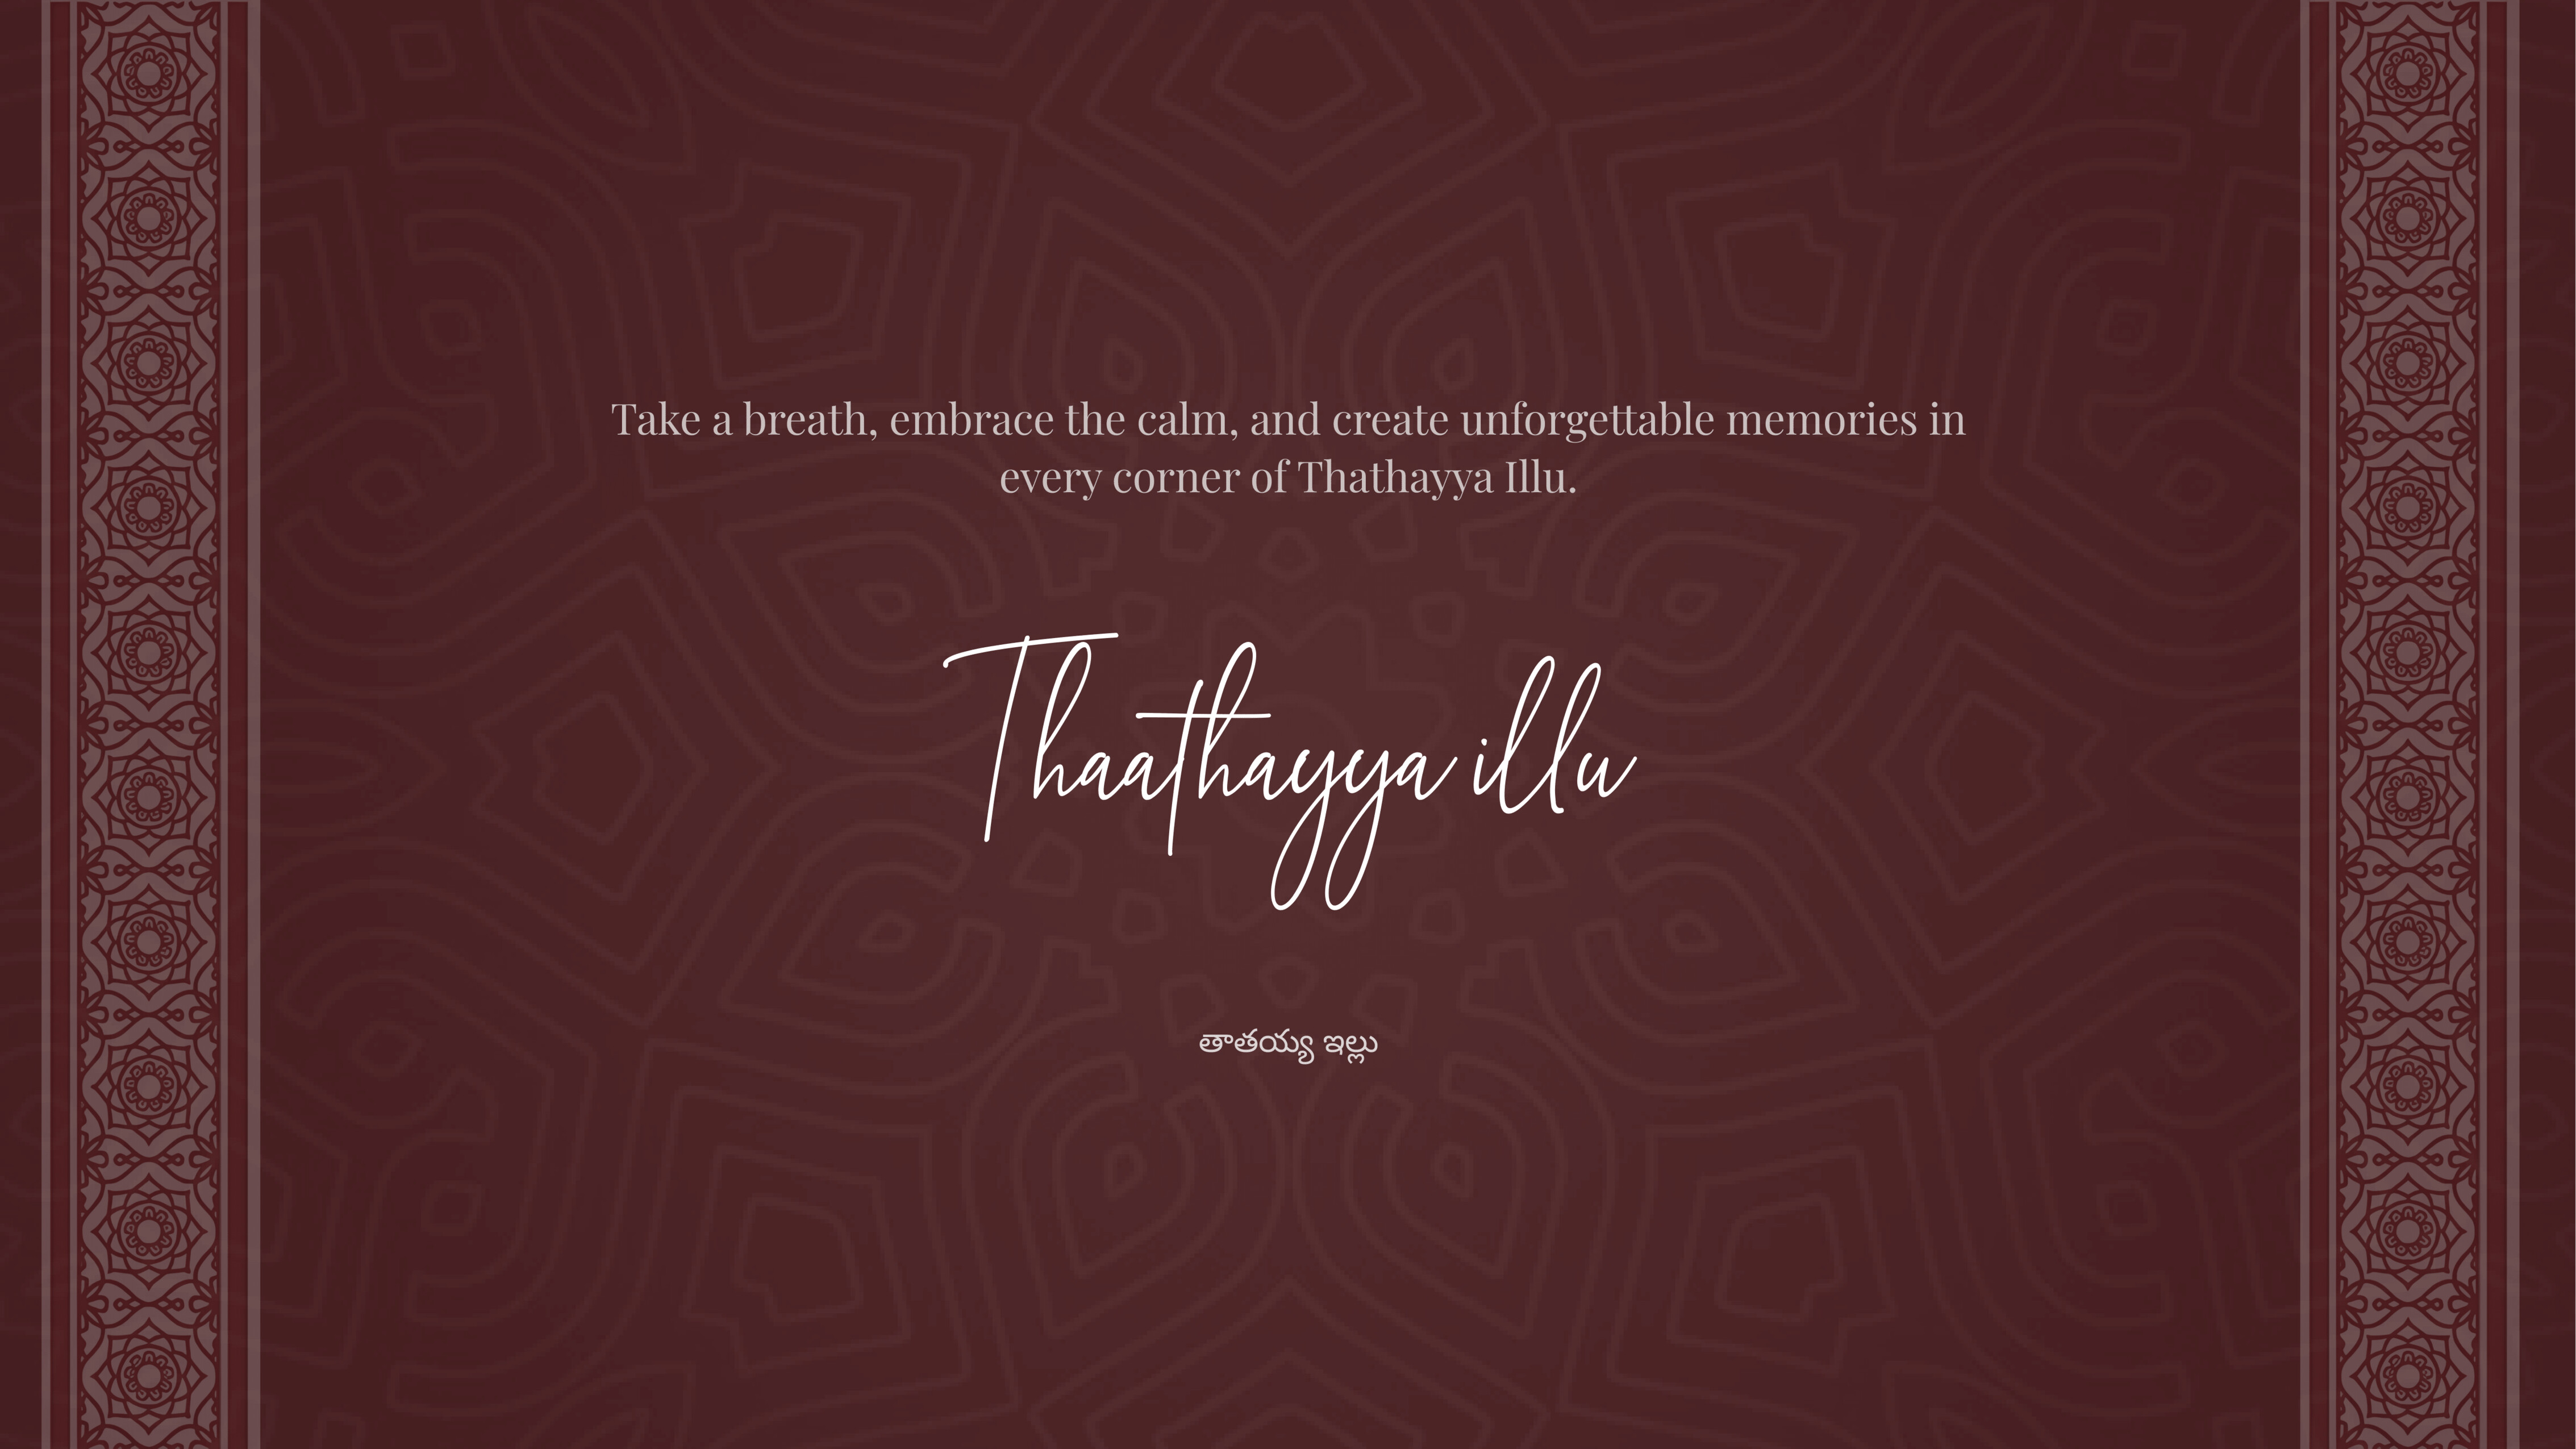 Take a breath, embrace the calm, and create unforgettable memories in
every corner of Thathayya Illu.
Thaathayya illu
తాతయ్య ఇల్లు